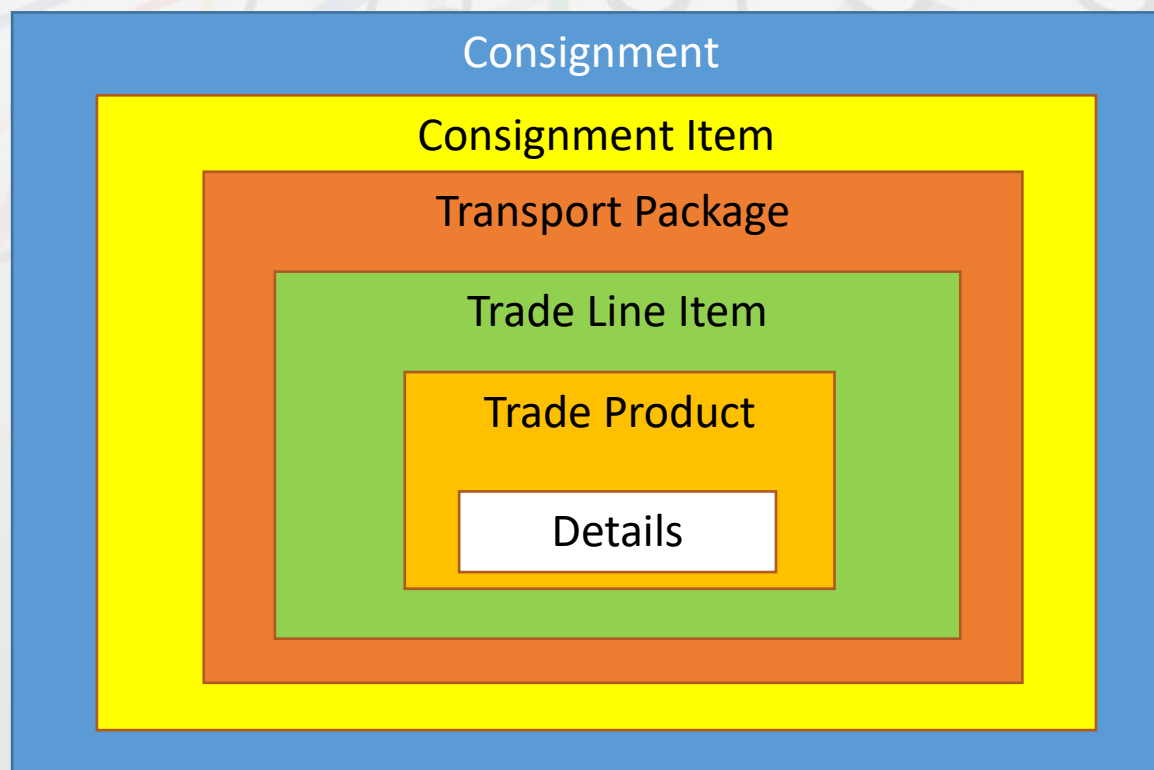 Consignment
Consignment Item
Transport Package
Trade Line Item
Trade Product
Details